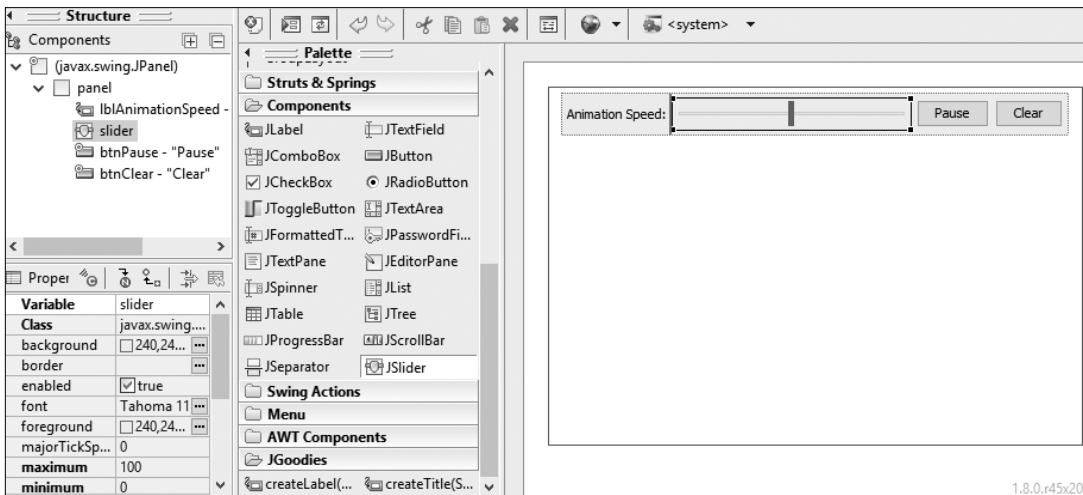 Structure
Components
(javax.swing.JPanel)
panel
lblAnimationSpeed -
slider
btnPause - "Pause"
btnClear - "Clear"
Proper
Variable slider
Class javax.swing....
background 240,24... ...
border ...
enabled true
font Tahoma 11 ...
foreground 240,24... ...
majorTickSp... 0
maximum 100
minimum 0
<system>
Palette
Struts & Springs
Components
JLabel JTextField
JComboBox JButton
JCheckBox JRadioButton
JToggleButton JTextArea
JFormattedT... JPasswordFi...
JTextPane JEditorPane
JSpinner JList
JTable JTree
JProgressBar JScrollBar
JSeparator JSlider
Swing Actions
Menu
AWT Components
JGoodies
createLabel(... createTitle(S...
Animation Speed: Pause Clear
1.8.0.r45x20